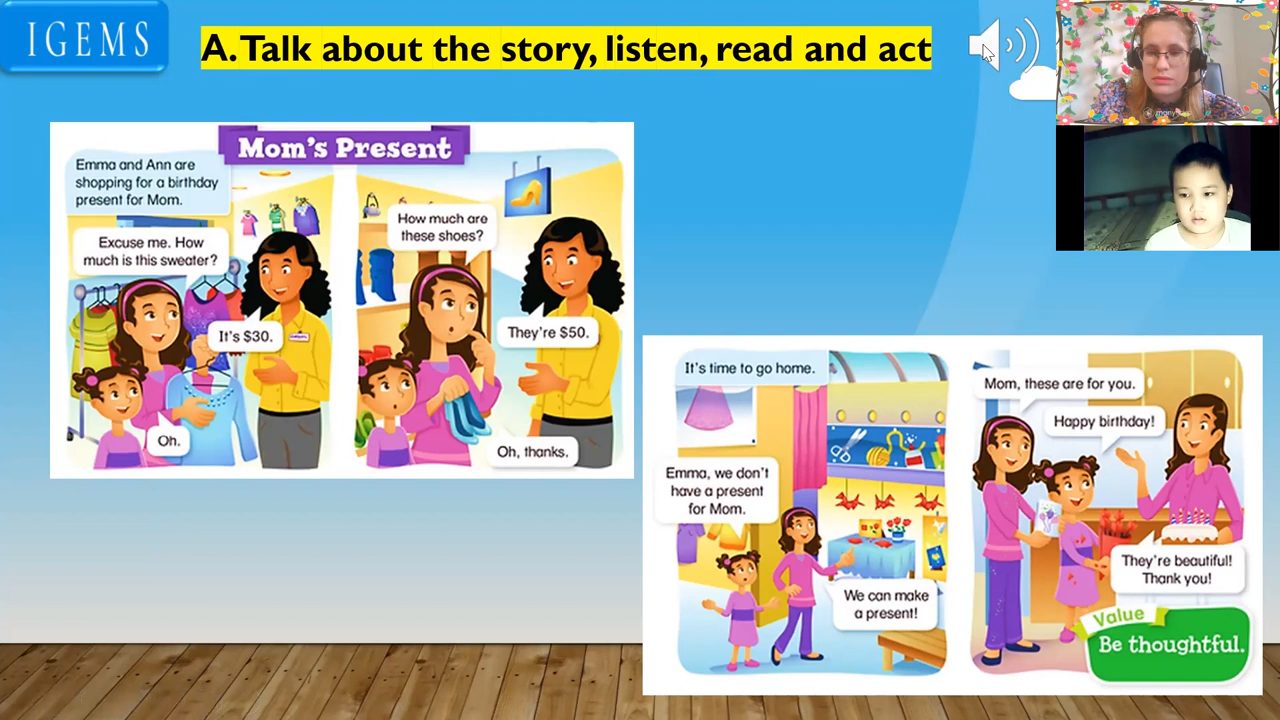 IGEMS
A. Talk about the story, listen, read and act
Mom's Present
Emma and Ann are
shopping for a birthday
present for Mom.
Excuse me. How
much is this sweater?
It's $30.
Oh.
How much are
these shoes?
They're $50.
Oh, thanks.
It's time to go home.
Emma, we don't
have a present
for Mom.
We can make
a present!
Mom, these are for you.
Happy birthday!
They're beautiful!
Thank you!
Value
Be thoughtful.